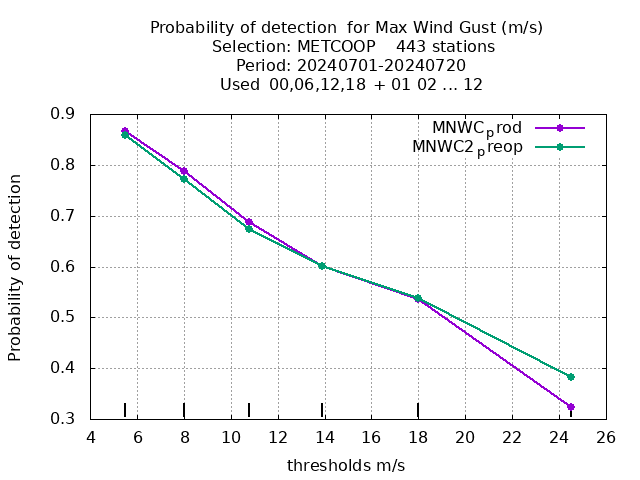 Probability of detection  for Max Wind Gust (m/s)
Selection: METCOOP    443 stations
Period: 20240701-20240720
Used  00,06,12,18  + 01 02 ... 12
MNWCprod
MNWC2preop
Probability of detection
0.9
0.8
0.7
0.6
0.5
0.4
0.3
4 6 8 10 12 14 16 18 20 22 24 26
thresholds m/s